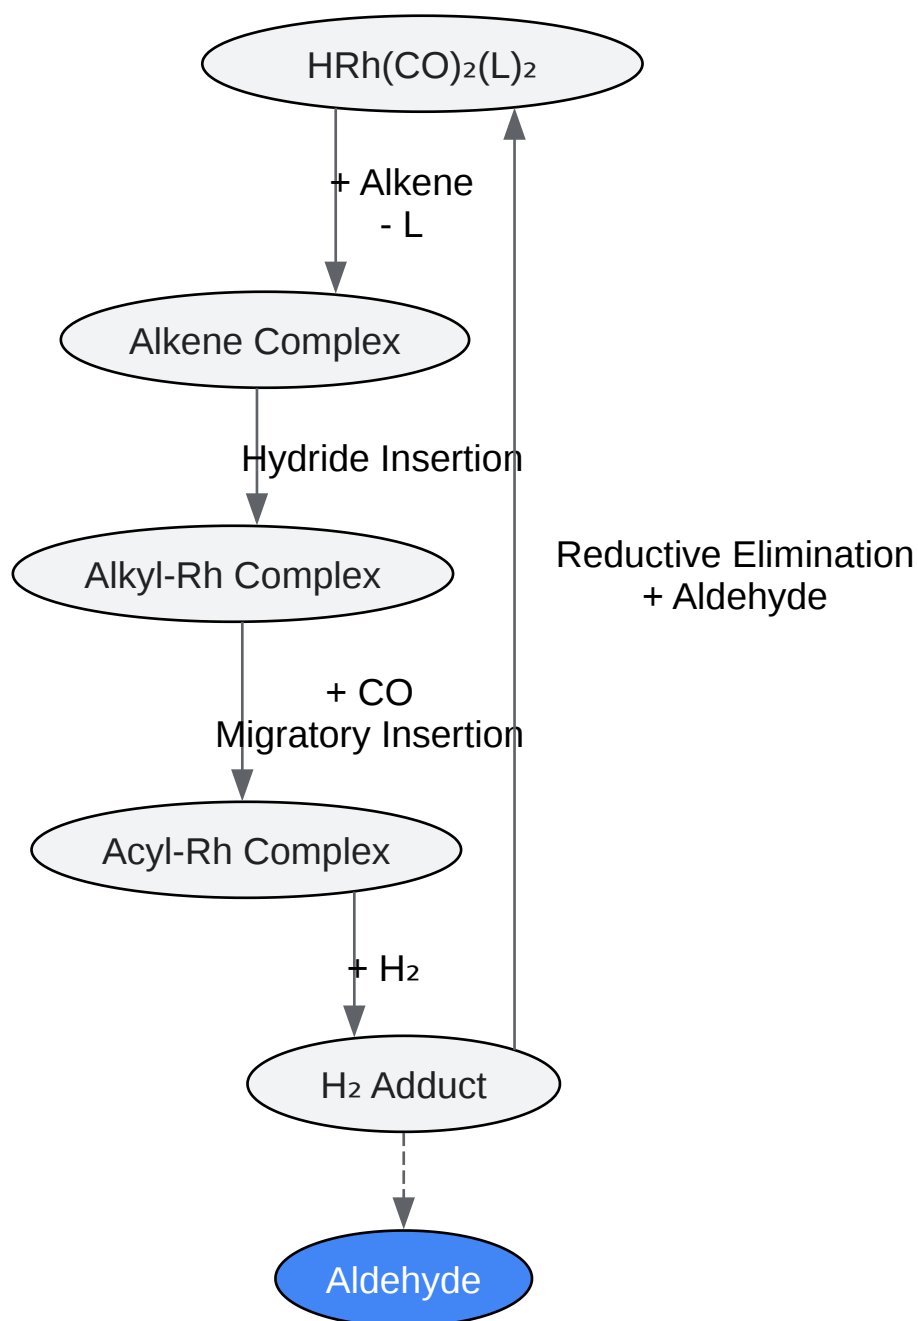 HRh(CO)₂(L)₂
+ Alkene
- L
Alkene Complex
Hydride Insertion
Alkyl-Rh Complex
Reductive Elimination
+ Aldehyde
+ CO
Migratory Insertion
Acyl-Rh Complex
+ H₂
H₂ Adduct
Aldehyde